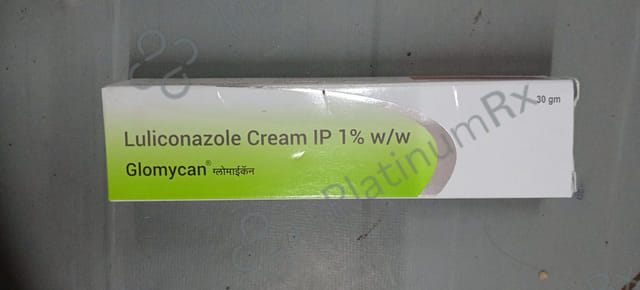 30 gm
Luliconazole Cream IP 1% w/w
Glomycan® ग्लोमाईकॅन
PlatinumRx